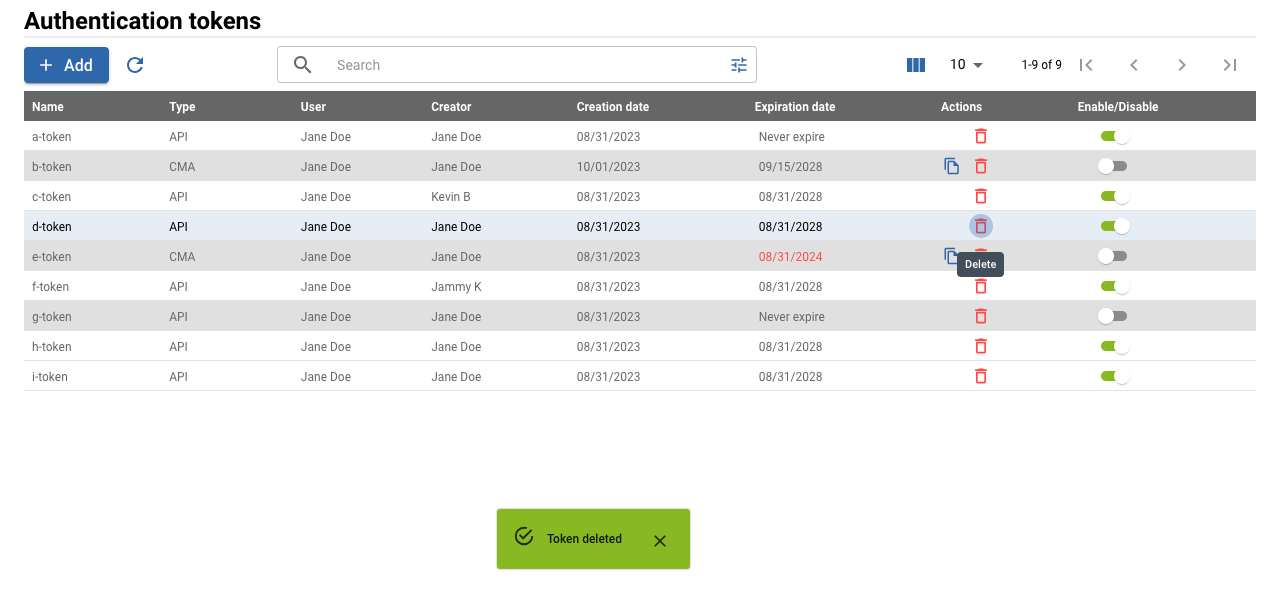 Authentication tokens
Add
Search
10
1-9 of 9
Name Type User Creator Creation date Expiration date Actions Enable/Disable
a-token API Jane Doe Jane Doe 08/31/2023 Never expire
b-token CMA Jane Doe Jane Doe 10/01/2023 09/15/2028
c-token API Jane Doe Kevin B 08/31/2023 08/31/2028
d-token API Jane Doe Jane Doe 08/31/2023 08/31/2028
e-token CMA Jane Doe Jane Doe 08/31/2023 08/31/2024
Delete
f-token API Jane Doe Jammy K 08/31/2023 08/31/2028
g-token API Jane Doe Jane Doe 08/31/2023 Never expire
h-token API Jane Doe Jane Doe 08/31/2023 08/31/2028
i-token API Jane Doe Jane Doe 08/31/2023 08/31/2028
Token deleted